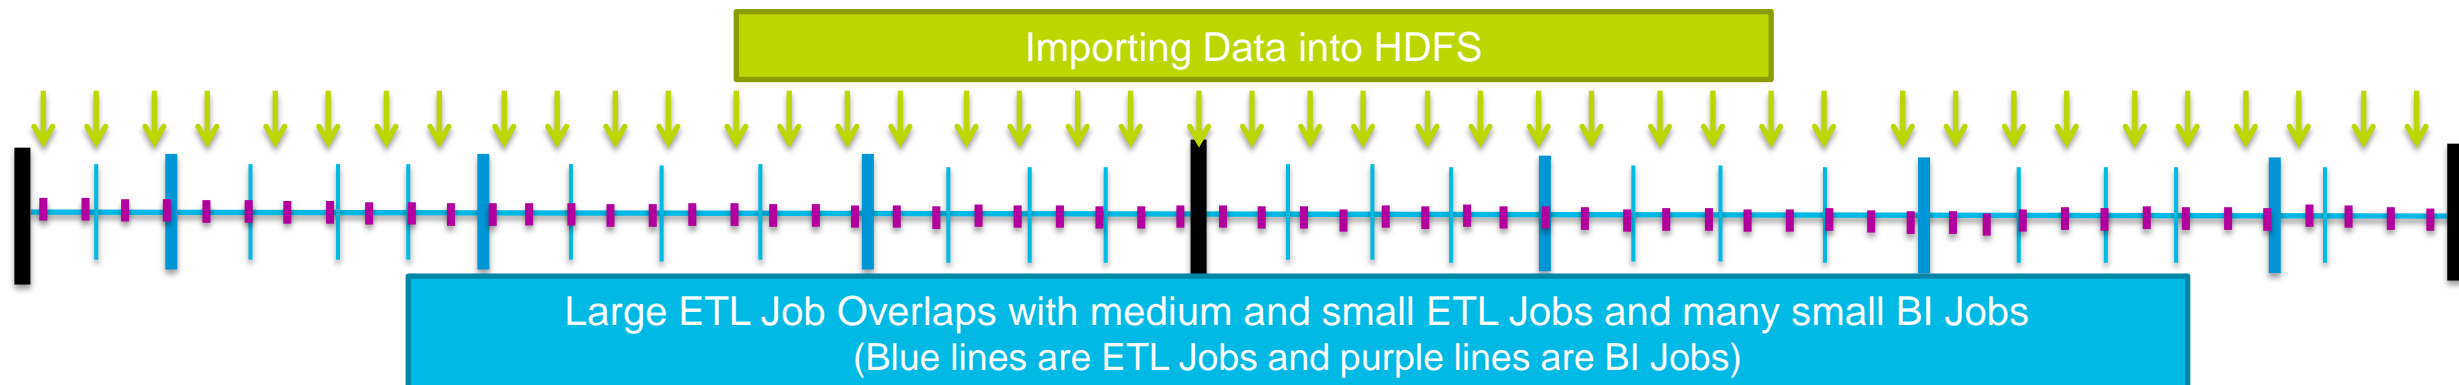 Importing Data into HDFS
Large ETL Job Overlaps with medium and small ETL Jobs and many small BI Jobs
(Blue lines are ETL Jobs and purple lines are BI Jobs)